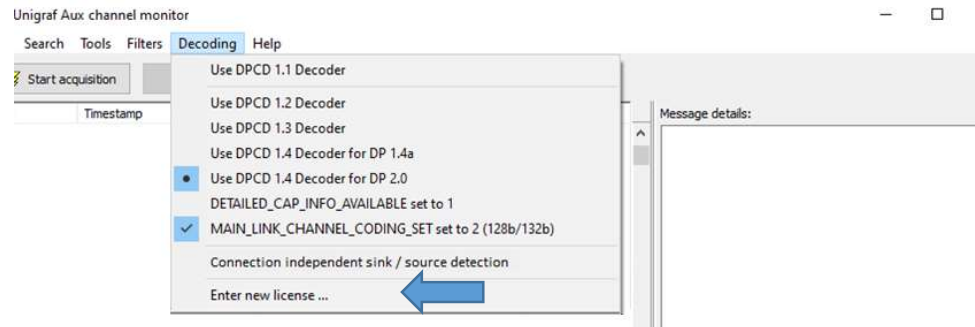 Unigraf Aux channel monitor
Search Tools Filters Decoding Help
Start acquisition
Timestamp
Message details:
Use DPCD 1.1 Decoder
Use DPCD 1.2 Decoder
Use DPCD 1.3 Decoder
Use DPCD 1.4 Decoder for DP 1.4a
Use DPCD 1.4 Decoder for DP 2.0
DETAILED_CAP_INFO_AVAILABLE set to 1
MAIN_LINK_CHANNEL_CODING_SET set to 2 (128b/132b)
Connection independent sink / source detection
Enter new license ...